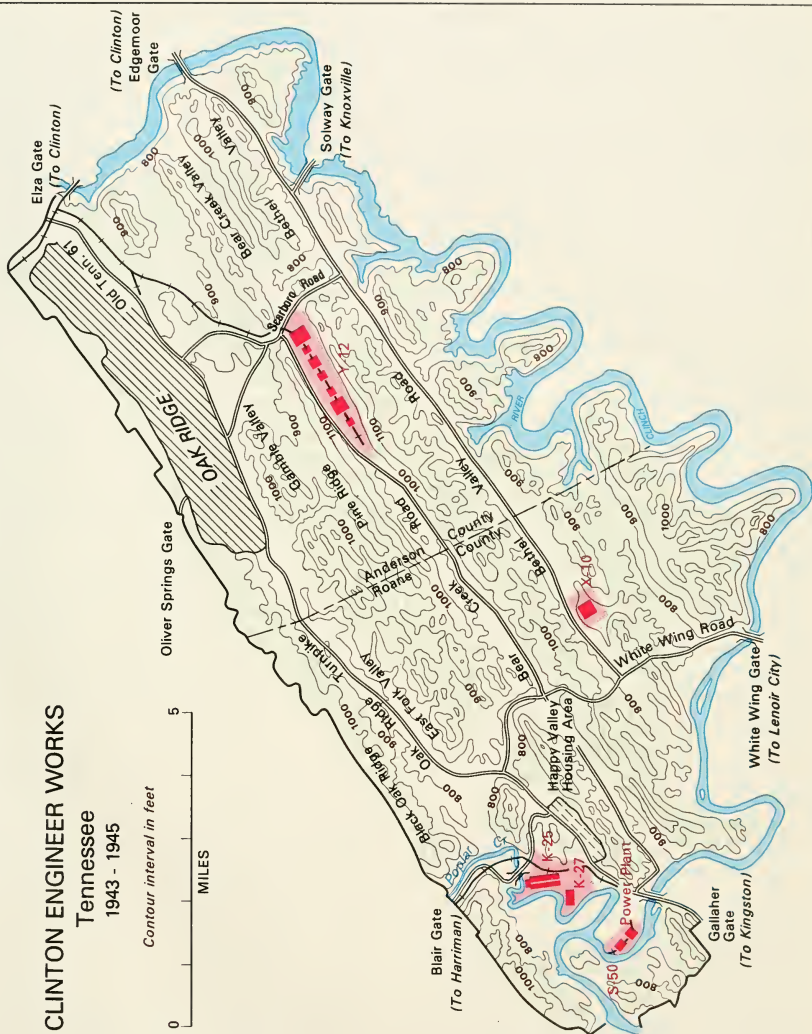 CLINTON ENGINEER WORKS
Tennessee
1943 - 1945
Contour interval in feet
0
5
MILES
Elza Gate
(To Clinton)
(To Clinton)
Edgemoor
Gate
Solway Gate
(To Knoxville)
Oliver Springs Gate
OAK RIDGE
Old Tenn. 61
Scarboro Road
Bear Creek Valley
Bethel
Valley
Y-12
Gamble Valley
Pine Ridge
Anderson County
Roane County
Bear Creek Road
Bethel Valley Road
CLINCH
RIVER
X-10
White Wing Road
White Wing Gate
(To Lenoir City)
Black Oak Ridge
Oak Ridge Turnpike
East Fork Valley
Happy Valley
Housing Area
Poplar Cr
K-25
K-27
Blair Gate
(To Harriman)
S-50
Power Plant
Gallaher
Gate
(To Kingston)
800
900
1000
1100